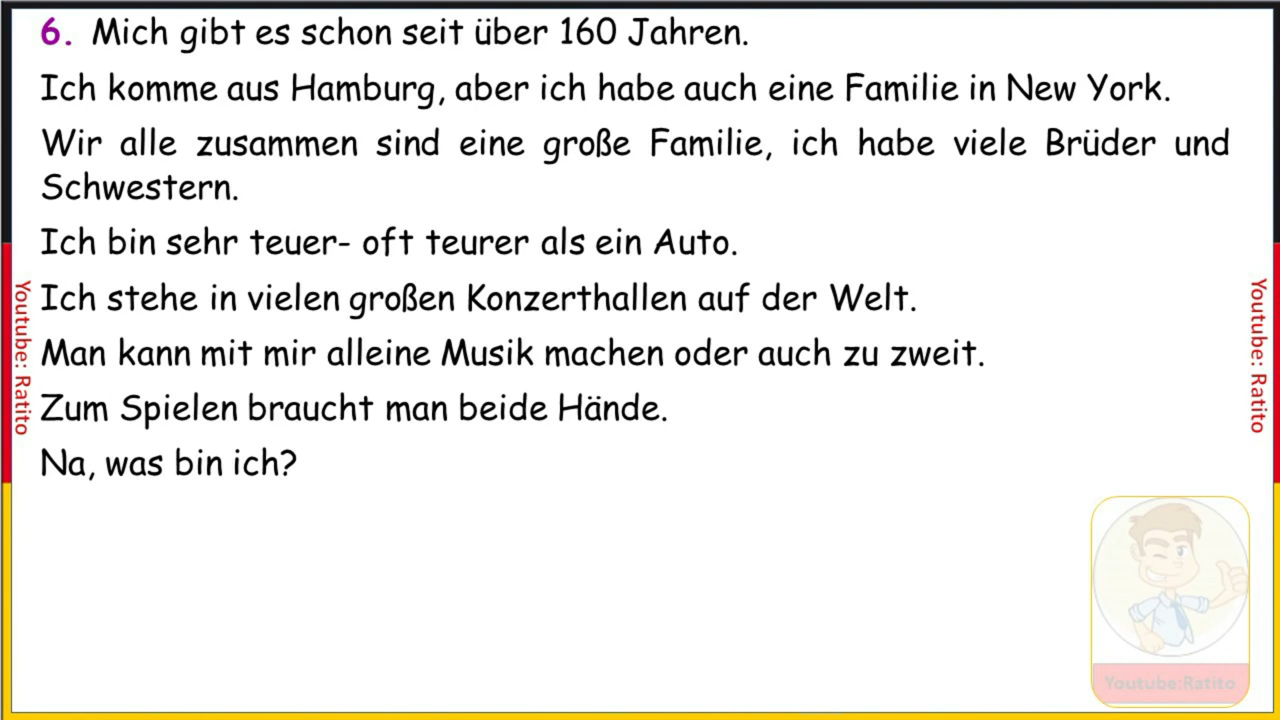 6. Mich gibt es schon seit über 160 Jahren.
Ich komme aus Hamburg, aber ich habe auch eine Familie in New York.
Wir alle zusammen sind eine große Familie, ich habe viele Brüder und
Schwestern.
Ich bin sehr teuer- oft teurer als ein Auto.
Ich stehe in vielen großen Konzerthallen auf der Welt.
Man kann mit mir alleine Musik machen oder auch zu zweit.
Zum Spielen braucht man beide Hände.
Na, was bin ich?
Youtube: Ratito
Youtube: Ratito
Youtube:Ratito